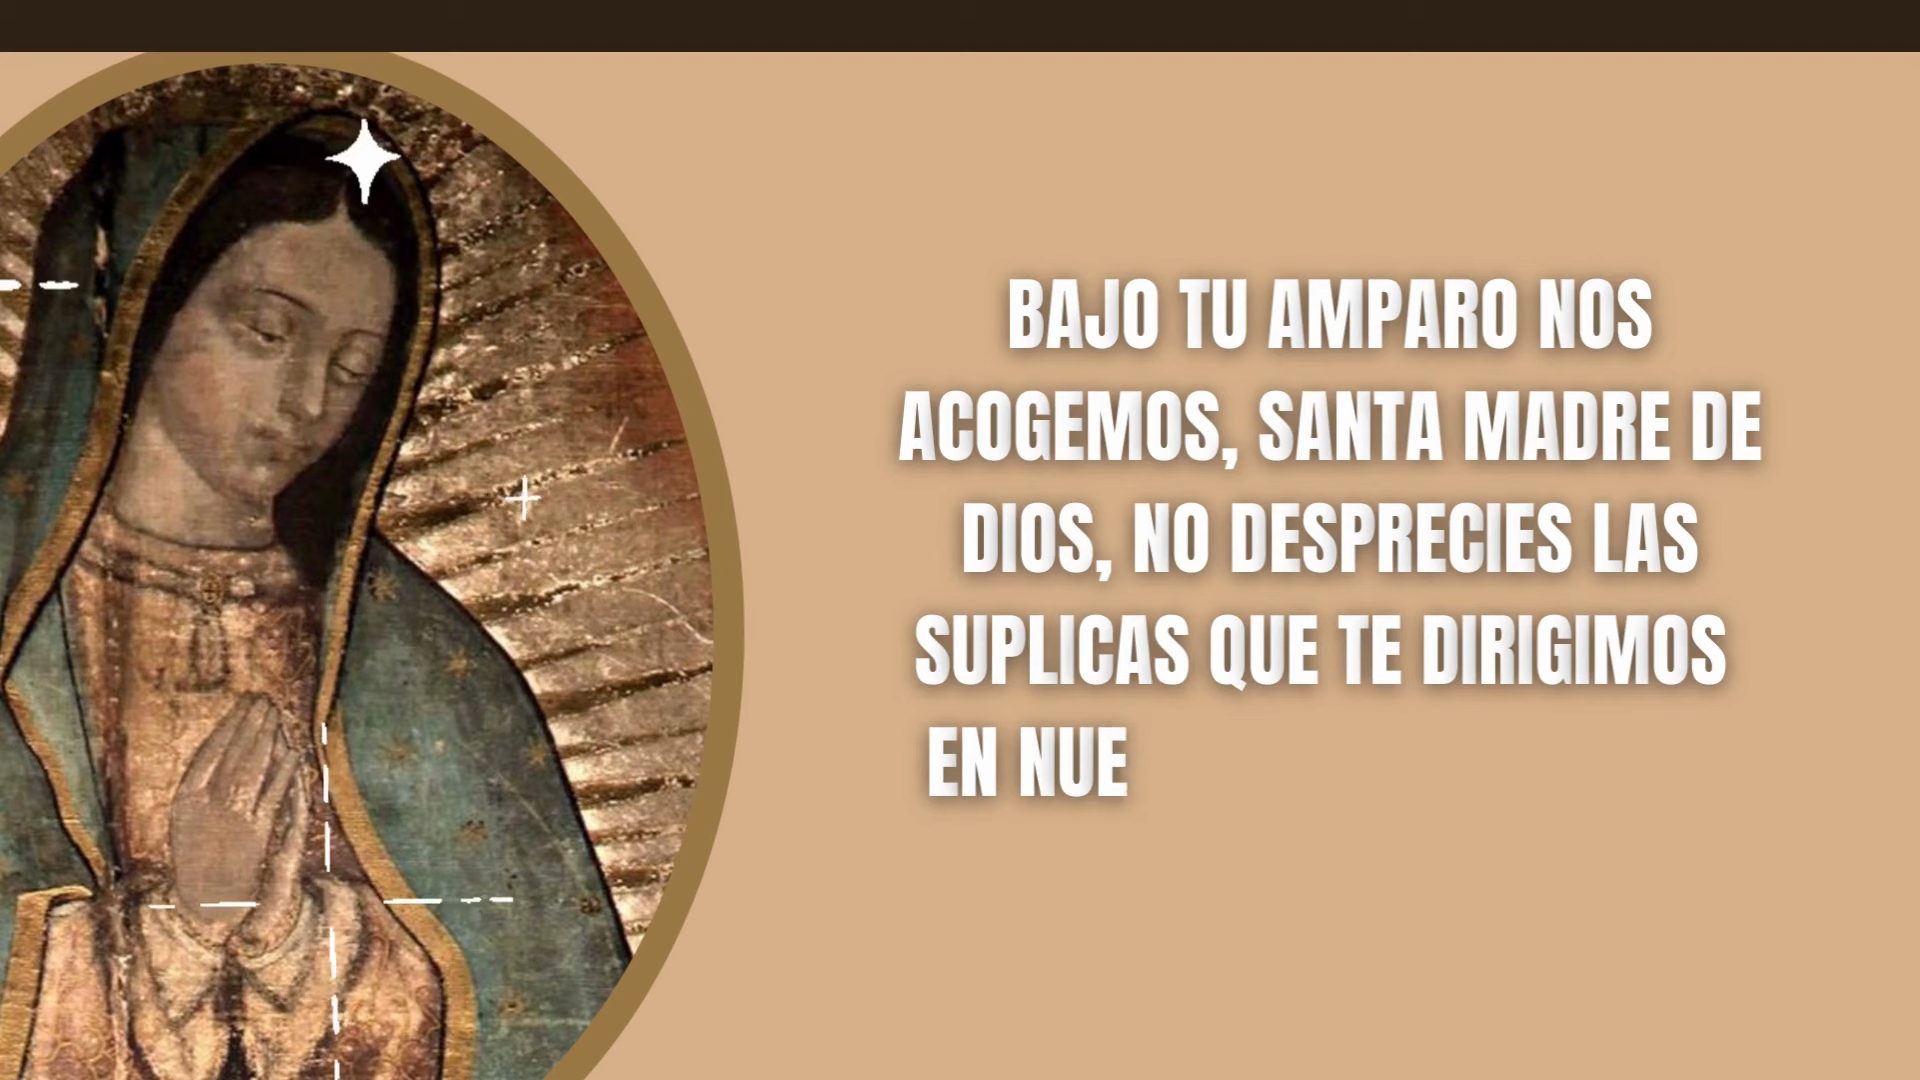 BAJO TU AMPARO NOS
ACOGEMOS, SANTA MADRE DE
DIOS, NO DESPRECIES LAS
SUPLICAS QUE TE DIRIGIMOS
EN NUE